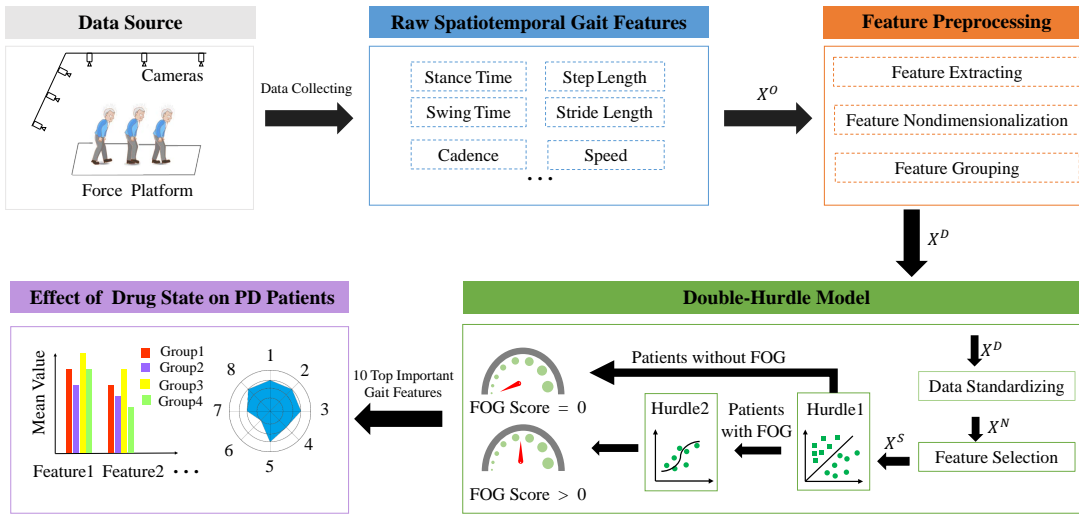 Data Source
Cameras
Force Platform
Data Collecting
Raw Spatiotemporal Gait Features
Stance Time
Step Length
Swing Time
Stride Length
Cadence
Speed
...
X^O
Feature Preprocessing
Feature Extracting
Feature Nondimensionalization
Feature Grouping
X^D
Double-Hurdle Model
X^D
Data Standardizing
X^N
Feature Selection
X^S
Hurdle1
Patients
with FOG
Hurdle2
Patients without FOG
FOG Score = 0
FOG Score > 0
10 Top Important
Gait Features
Effect of Drug State on PD Patients
Mean Value
Group1
Group2
Group3
Group4
Feature1
Feature2
...
1
2
3
4
5
6
7
8